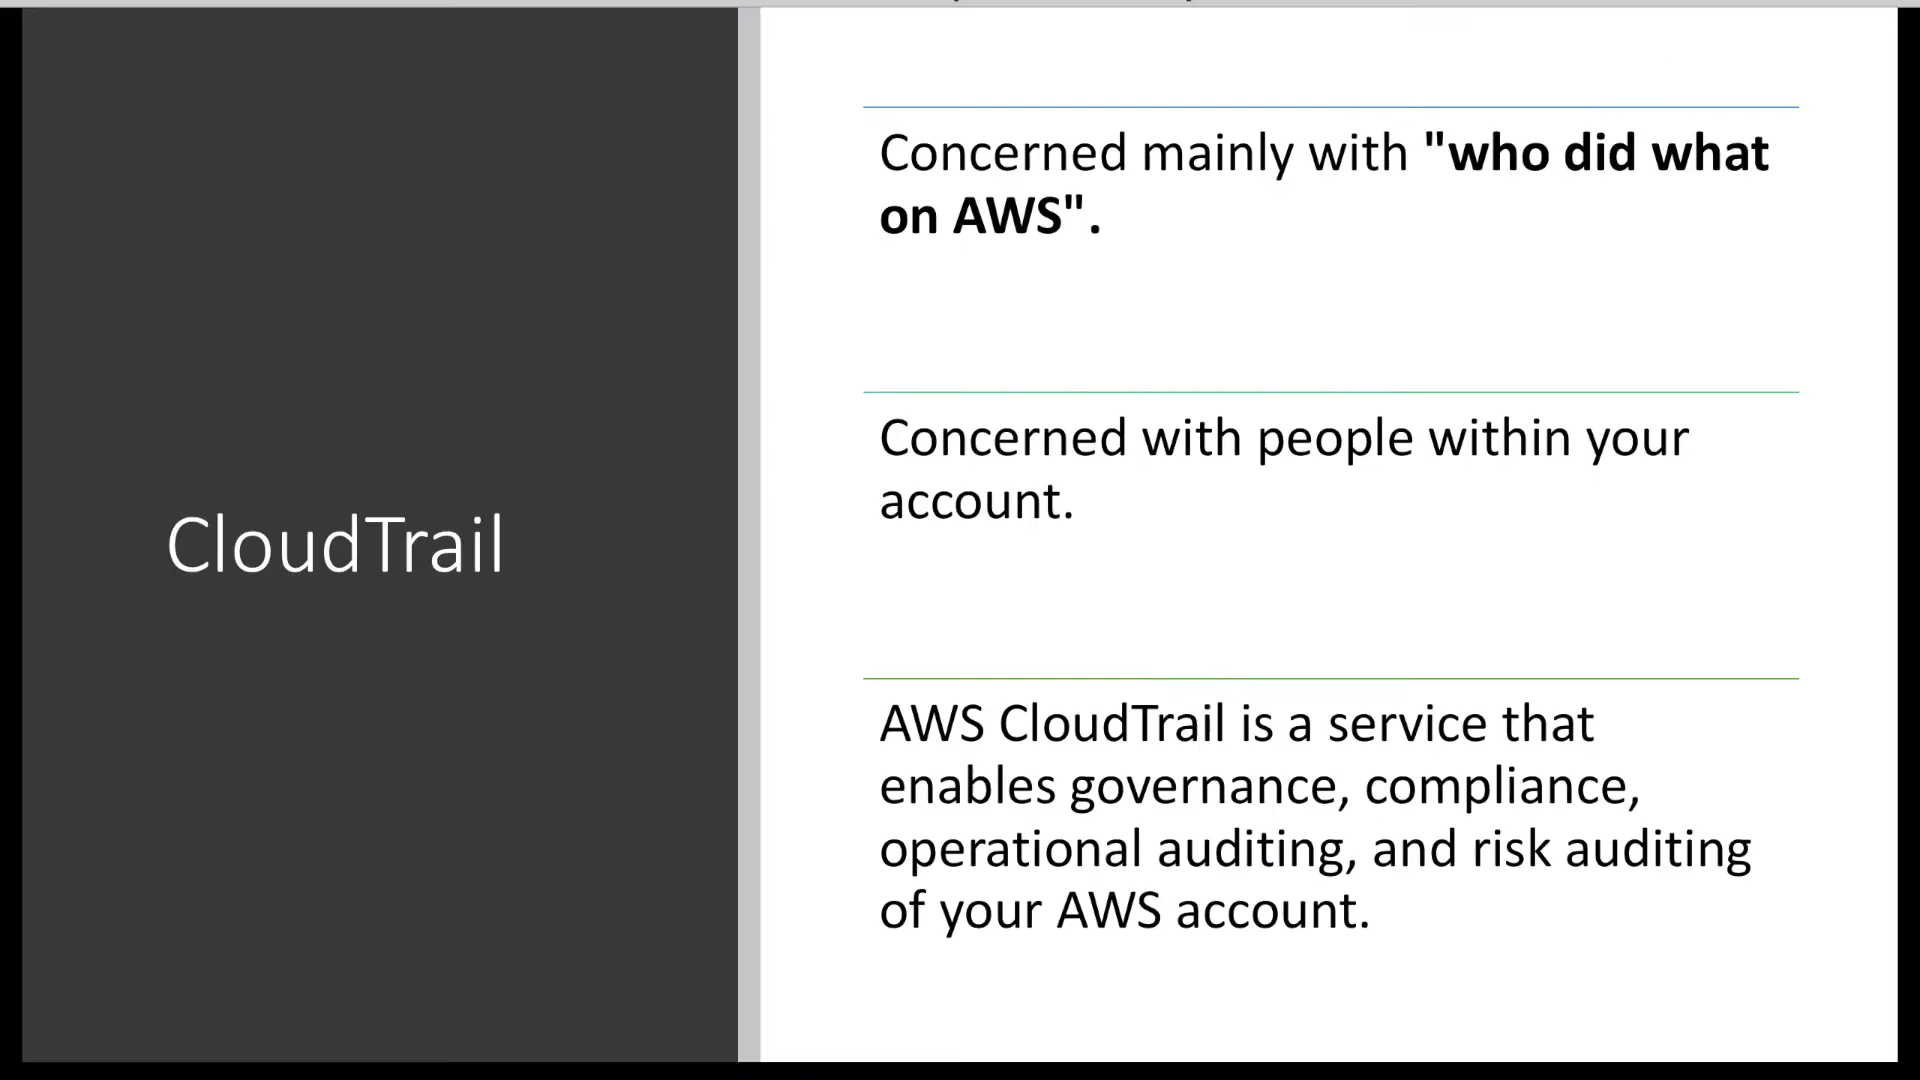 CloudTrail
Concerned mainly with "who did what
on AWS".
Concerned with people within your
account.
AWS CloudTrail is a service that
enables governance, compliance,
operational auditing, and risk auditing
of your AWS account.